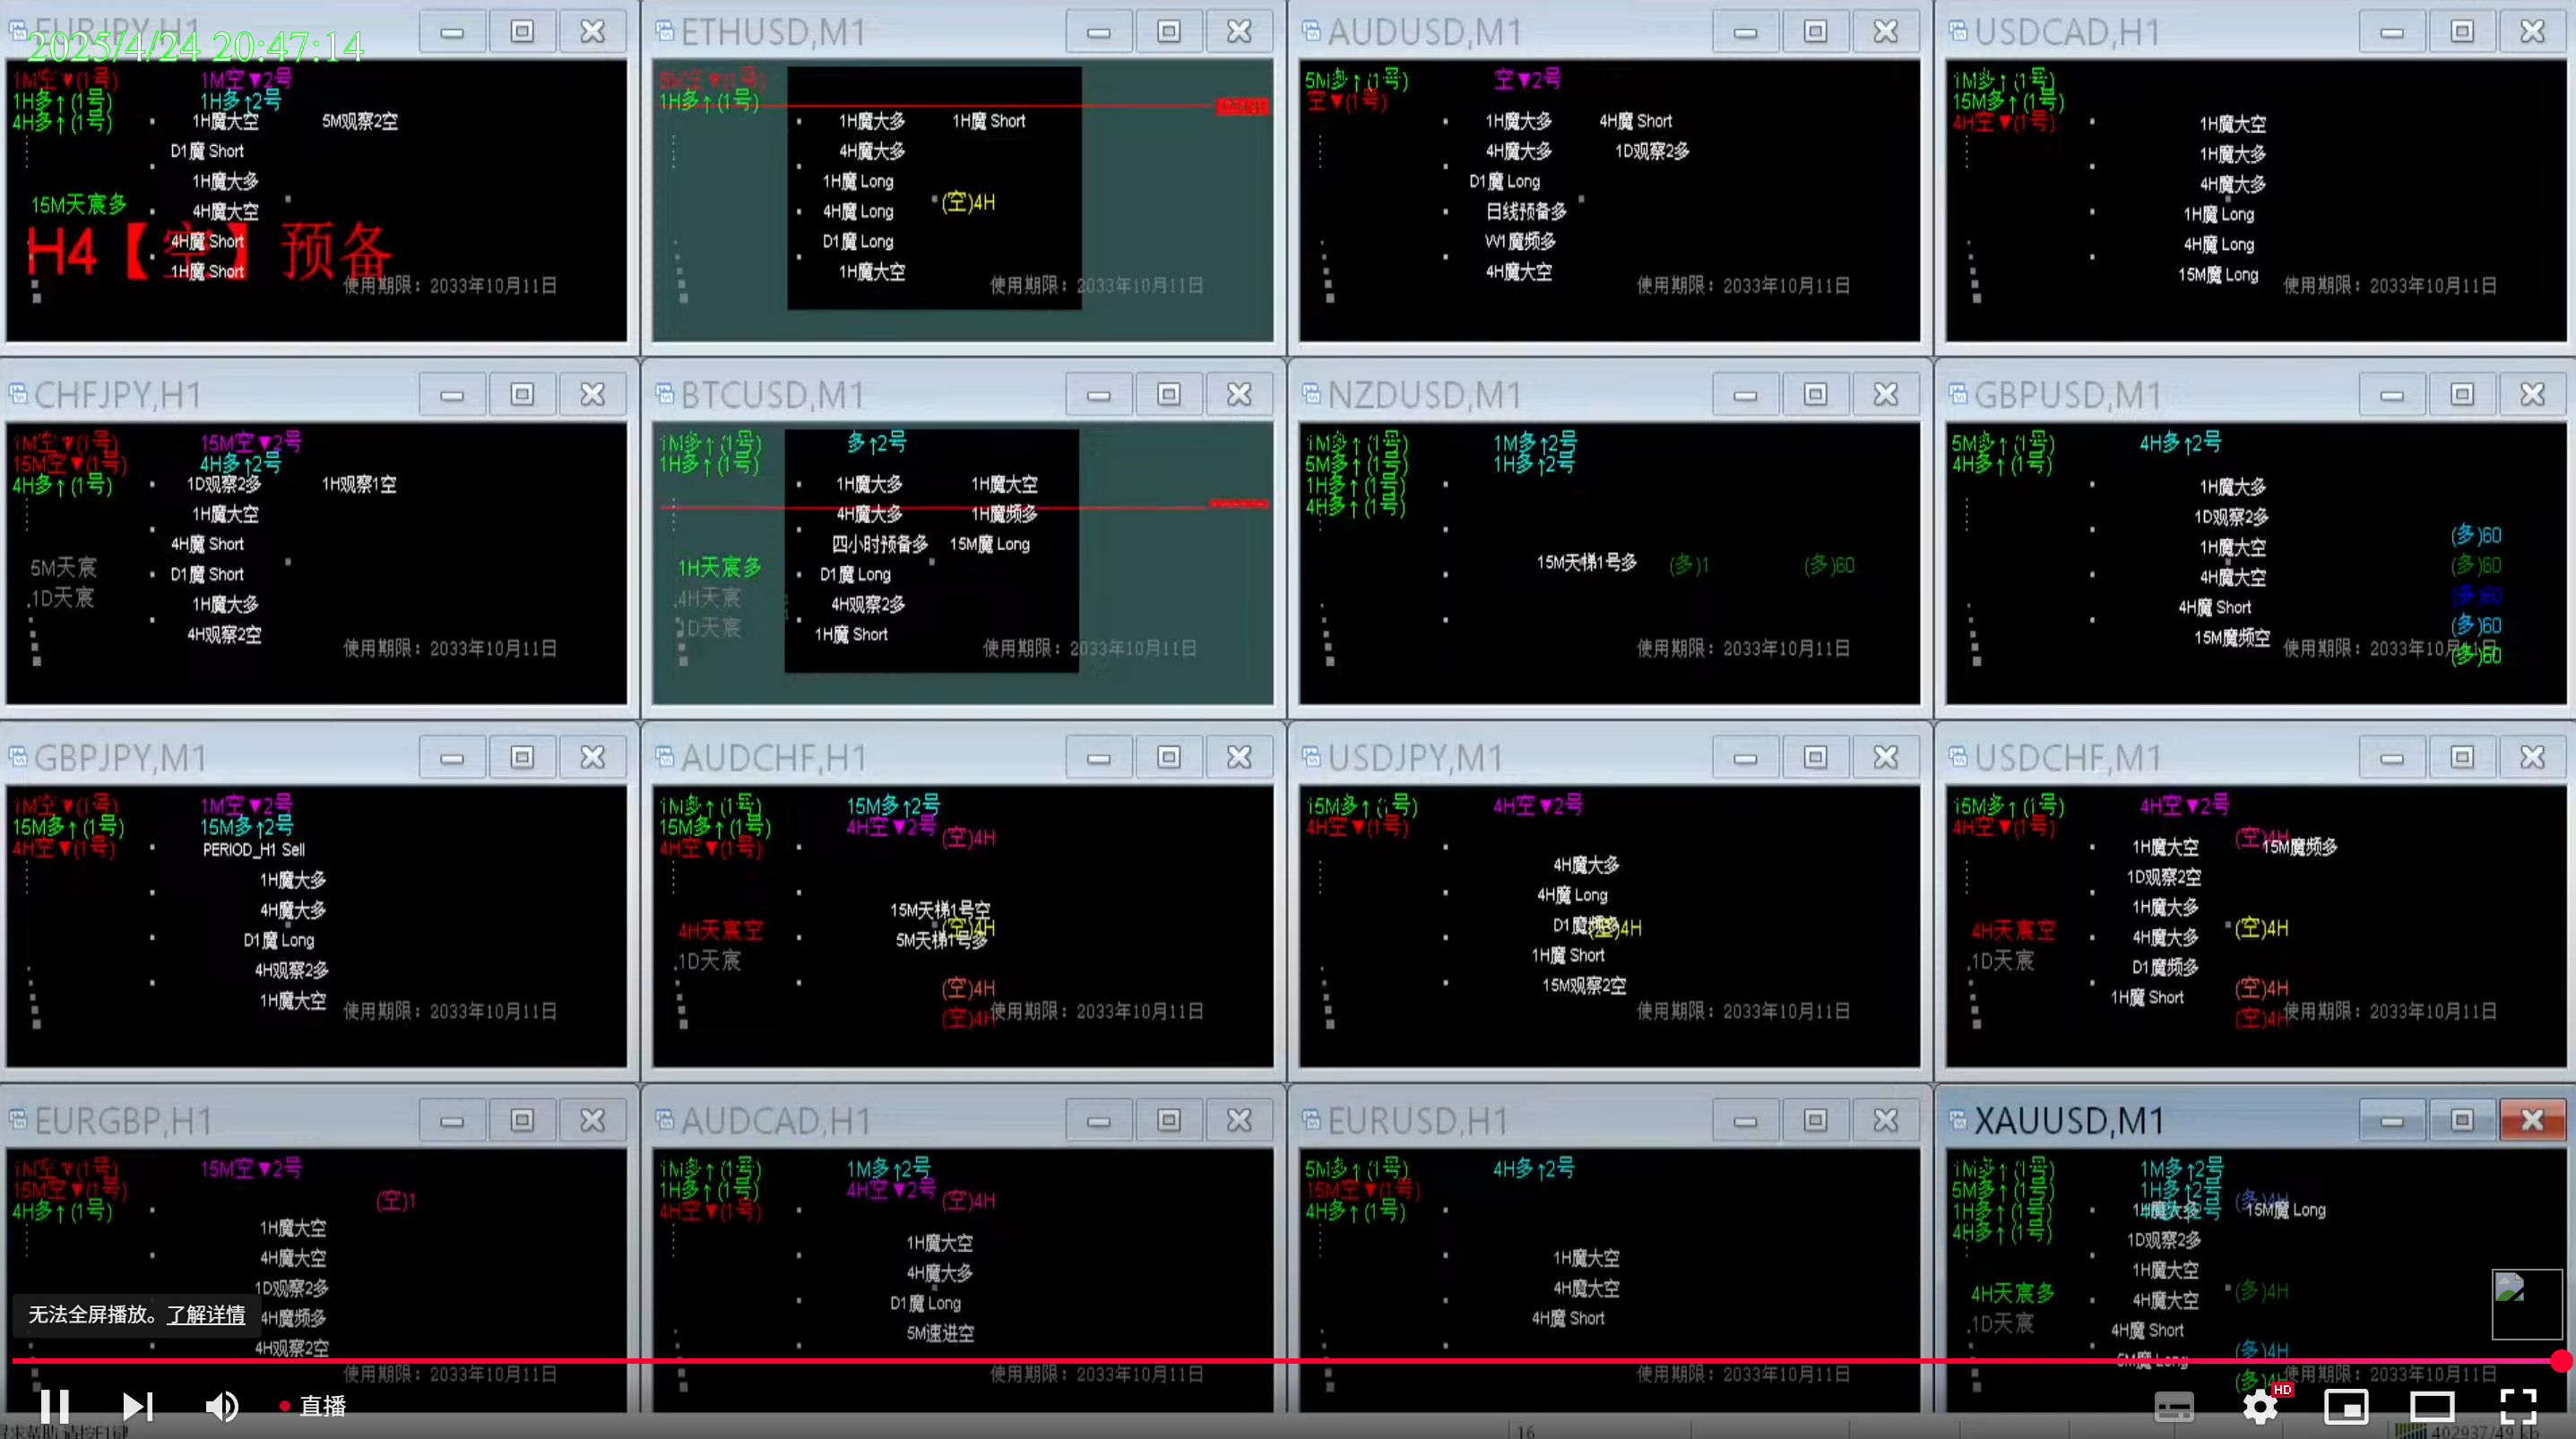 EURJPY,H1
2025/4/24 20:47:14
1M空▼(1号) 1M空▼2号
1H多↑(1号) 1H多↑2号
4H多↑(1号) 1H魔大空 5M观察2空
D1魔 Short
1H魔大多
15M天宸多 4H魔大空
H4【空】预备
4H魔 Short
1H魔 Short
使用期限：2033年10月11日
ETHUSD,M1
5M空▼(1号)
1H多↑(1号)
1H魔大多 1H魔 Short
4H魔大多
1H魔 Long
(空)4H
4H魔 Long
D1魔 Long
1H魔大空
使用期限：2033年10月11日
AUDUSD,M1
5M多↑(1号) 空▼2号
空▼(1号)
1H魔大多 4H魔 Short
4H魔大多 1D观察2多
D1魔 Long
日线预备多
W1魔频多
4H魔大空
使用期限：2033年10月11日
USDCAD,H1
1M多↑(1号)
15M多↑(1号)
4H空▼(1号)
1H魔大空
1H魔大多
4H魔大多
1H魔 Long
4H魔 Long
15M魔 Long
使用期限：2033年10月11日
CHFJPY,H1
1M空▼(1号) 15M空▼2号
15M空▼(1号) 4H多↑2号
4H多↑(1号) 1D观察2多 1H观察1空
1H魔大空
4H魔 Short
5M天宸 D1魔 Short
1D天宸 1H魔大多
4H观察2空
使用期限：2033年10月11日
BTCUSD,M1
1M多↑(1号) 多↑2号
1H多↑(1号)
1H魔大多 1H魔大空
4H魔大多 1H魔频多
四小时预备多 15M魔 Long
1H天宸多 D1魔 Long
4H天宸 4H观察2多
1D天宸 1H魔 Short
使用期限：2033年10月11日
NZDUSD,M1
1M多↑(1号) 1M多↑2号
5M多↑(1号) 1H多↑2号
1H多↑(1号)
4H多↑(1号)
15M天梯1号多 (多)1 (多)60
使用期限：2033年10月11日
GBPUSD,M1
5M多↑(1号) 4H多↑2号
4H多↑(1号)
1H魔大多
1D观察2多
(多)60
1H魔大空
(多)60
4H魔大空
(多)60
4H魔 Short
(多)60
15M魔频空
(多)60
使用期限：2033年10月11日
GBPJPY,M1
1M空▼(1号) 1M空▼2号
15M多↑(1号) 15M多↑2号
4H空▼(1号) PERIOD_H1 Sell
1H魔大多
4H魔大多
D1魔 Long
4H观察2多
1H魔大空
使用期限：2033年10月11日
AUDCHF,H1
1M多↑(1号) 15M多↑2号
15M多↑(1号) 4H空▼2号 (空)4H
4H空▼(1号)
15M天梯1号空
4H天宸空 (空)4H
5M天梯1号多
1D天宸
(空)4H
(空)4H
使用期限：2033年10月11日
USDJPY,M1
15M多↑(1号) 4H空▼2号
4H空▼(1号)
4H魔大多
4H魔 Long
D1魔频多
(空)4H
1H魔 Short
15M观察2空
使用期限：2033年10月11日
USDCHF,M1
15M多↑(1号) 4H空▼2号
4H空▼(1号) (空)4H
1H魔大空 15M魔频多
1D观察2空
1H魔大多
4H天宸空 4H魔大多 (空)4H
1D天宸 D1魔频多
1H魔 Short (空)4H
(空)4H
使用期限：2033年10月11日
EURGBP,H1
1M空▼(1号) 15M空▼2号
15M空▼(1号) (空)1
4H多↑(1号)
1H魔大空
4H魔大空
1D观察2多
4H魔频多
4H观察2空
使用期限：2033年10月11日
AUDCAD,H1
1M多↑(1号) 1M多↑2号
1H多↑(1号) 4H空▼2号 (空)4H
4H空▼(1号)
1H魔大空
4H魔大多
D1魔 Long
5M速进空
使用期限：2033年10月11日
EURUSD,H1
5M多↑(1号) 4H多↑2号
15M空▼(1号)
4H多↑(1号)
1H魔大空
4H魔大空
4H魔 Short
使用期限：2033年10月11日
XAUUSD,M1
1M多↑(1号) 1M多↑2号
5M多↑(1号) 1H多↑2号
1H多↑(1号) (多)4H 15M魔 Long
4H多↑(1号)
1D观察2多
1H魔大空
4H天宸多 4H魔大空 (多)4H
1D天宸 4H魔 Short
(多)4H
5M魔 Long
使用期限：2033年10月11日
无法全屏播放。了解详情
直播
HD
16
402937/49 kb